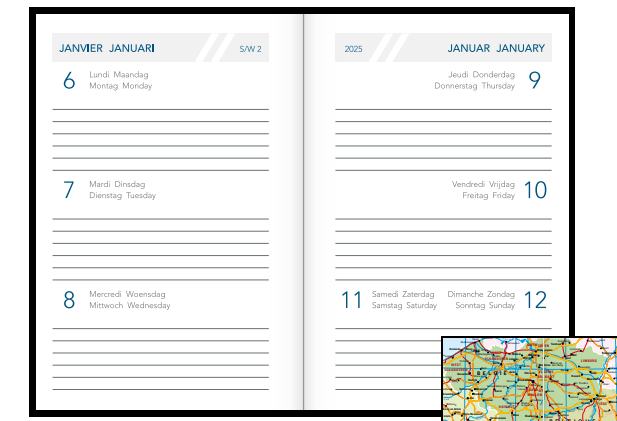 JANVIER JANUARI
S/W 2
6
Lundi Maandag
Montag Monday
7
Mardi Dinsdag
Dienstag Tuesday
8
Mercredi Woensdag
Mittwoch Wednesday
2025
JANUAR JANUARY
Jeudi Donderdag
Donnerstag Thursday
9
Vendredi Vrijdag
Freitag Friday
10
11
Samedi Zaterdag
Samstag Saturday
Dimanche Zondag
Sonntag Sunday
12